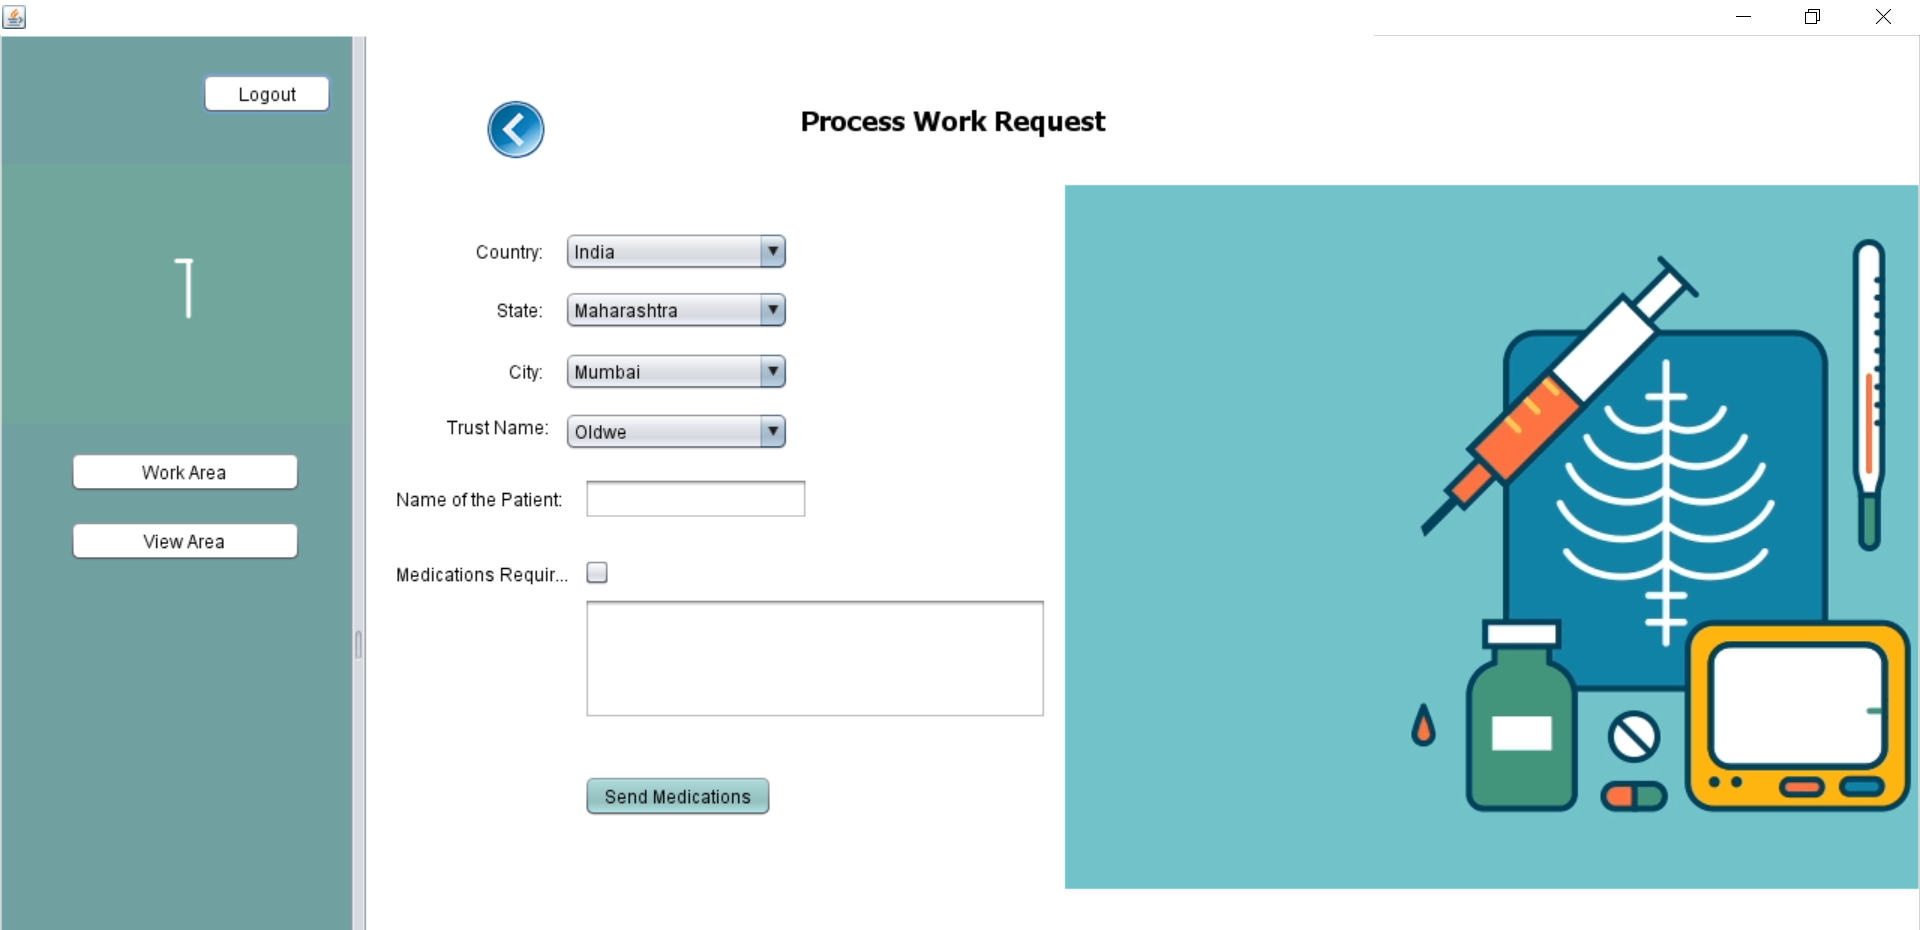 Logout
Process Work Request
Country: India
State: Maharashtra
City: Mumbai
Trust Name: Oldwe
Work Area
Name of the Patient:
View Area
Medications Requir...
Send Medications